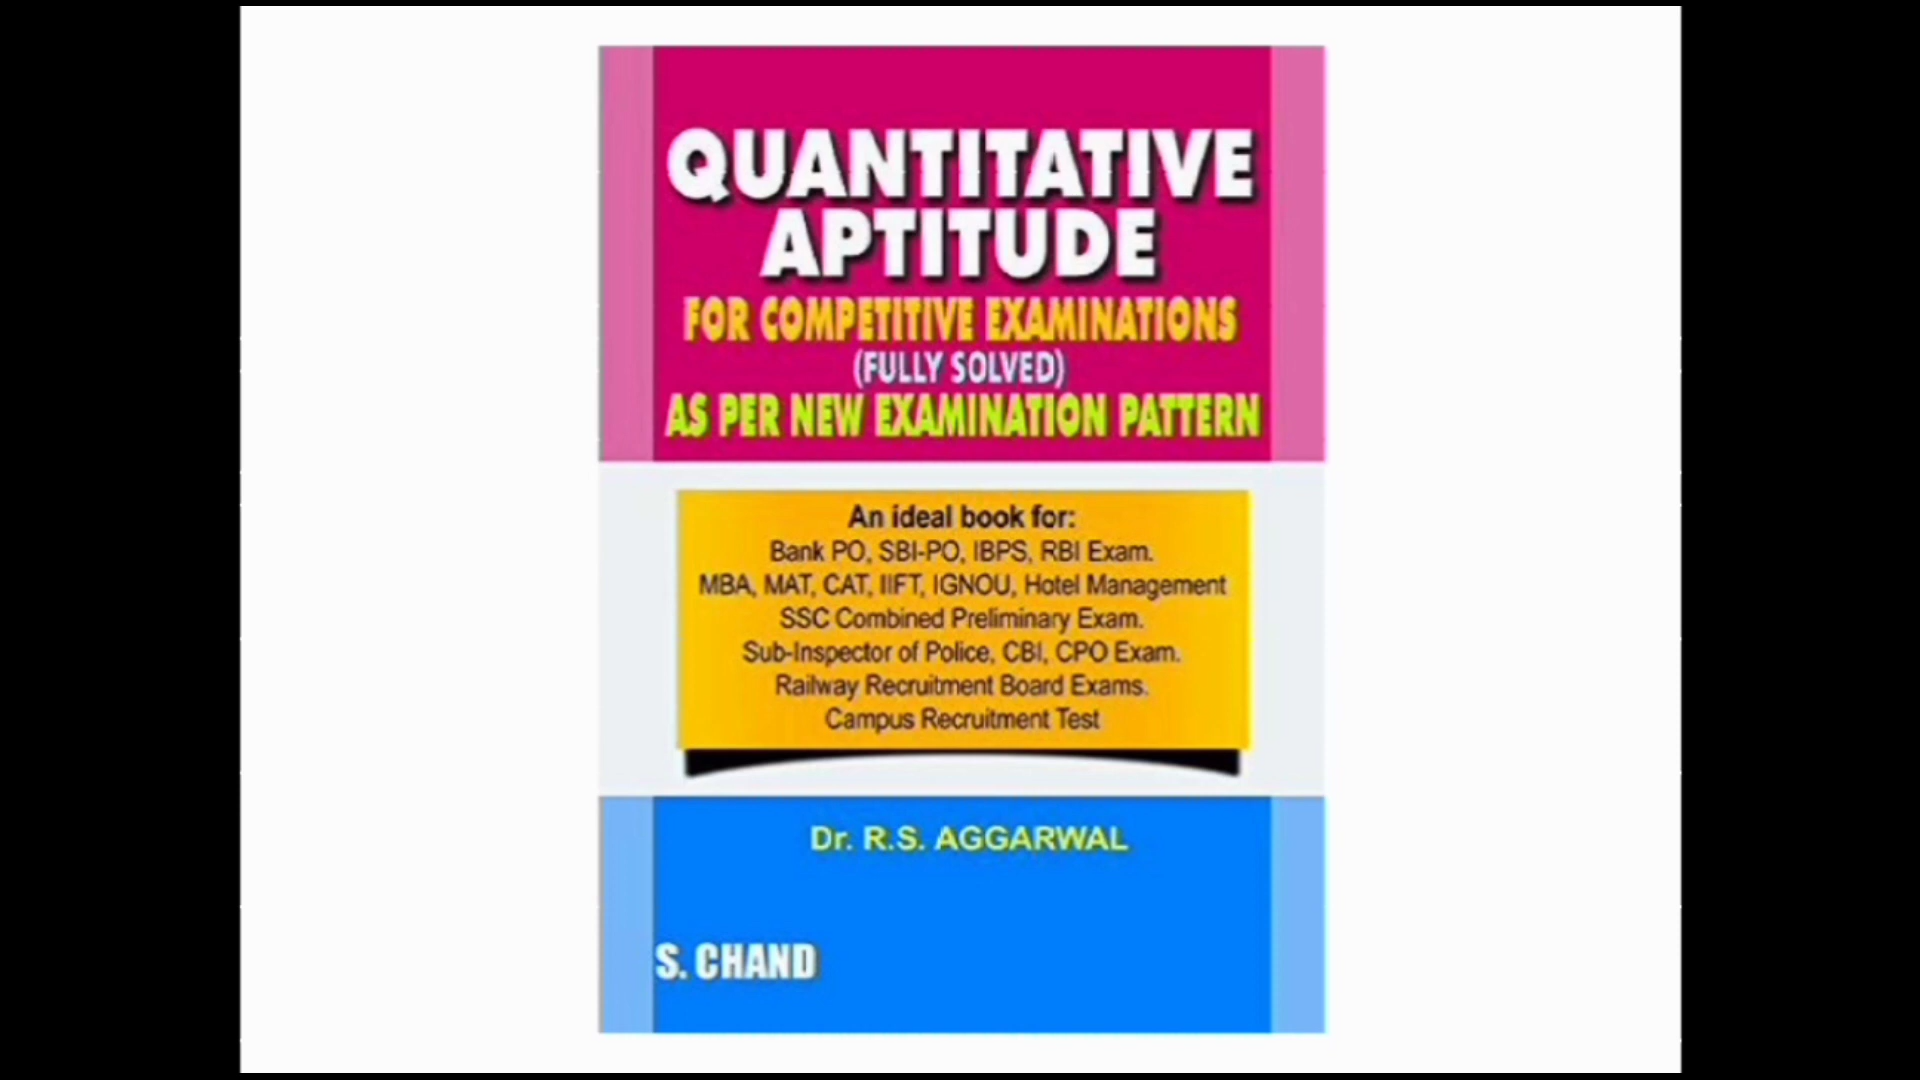 QUANTITATIVE
APTITUDE
FOR COMPETITIVE EXAMINATIONS
(FULLY SOLVED)
AS PER NEW EXAMINATION PATTERN
An ideal book for:
Bank PO, SBI-PO, IBPS, RBI Exam.
MBA, MAT, CAT, IIFT, IGNOU, Hotel Management
SSC Combined Preliminary Exam.
Sub-Inspector of Police, CBI, CPO Exam.
Railway Recruitment Board Exams.
Campus Recruitment Test
Dr. R.S. AGGARWAL
S. CHAND